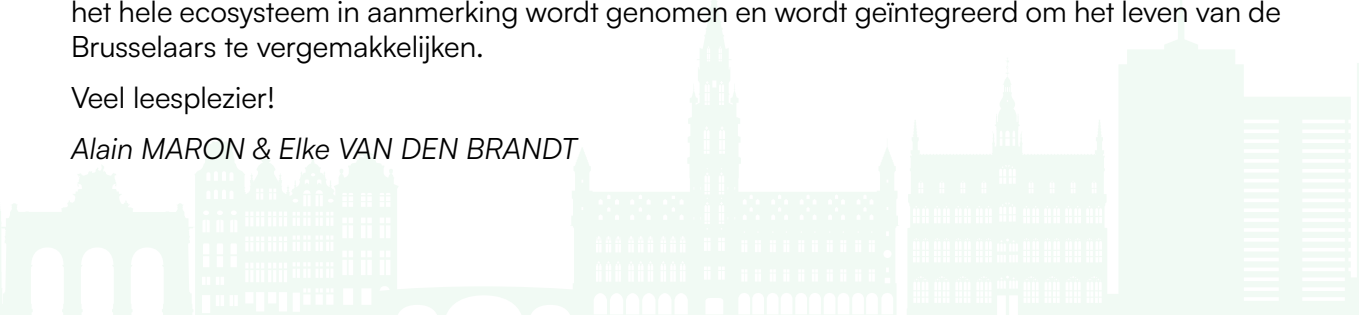 het hele ecosysteem in aanmerking wordt genomen en wordt geïntegreerd om het leven van de
Brusselaars te vergemakkelijken.
Veel leesplezier!
Alain MARON & Elke VAN DEN BRANDT